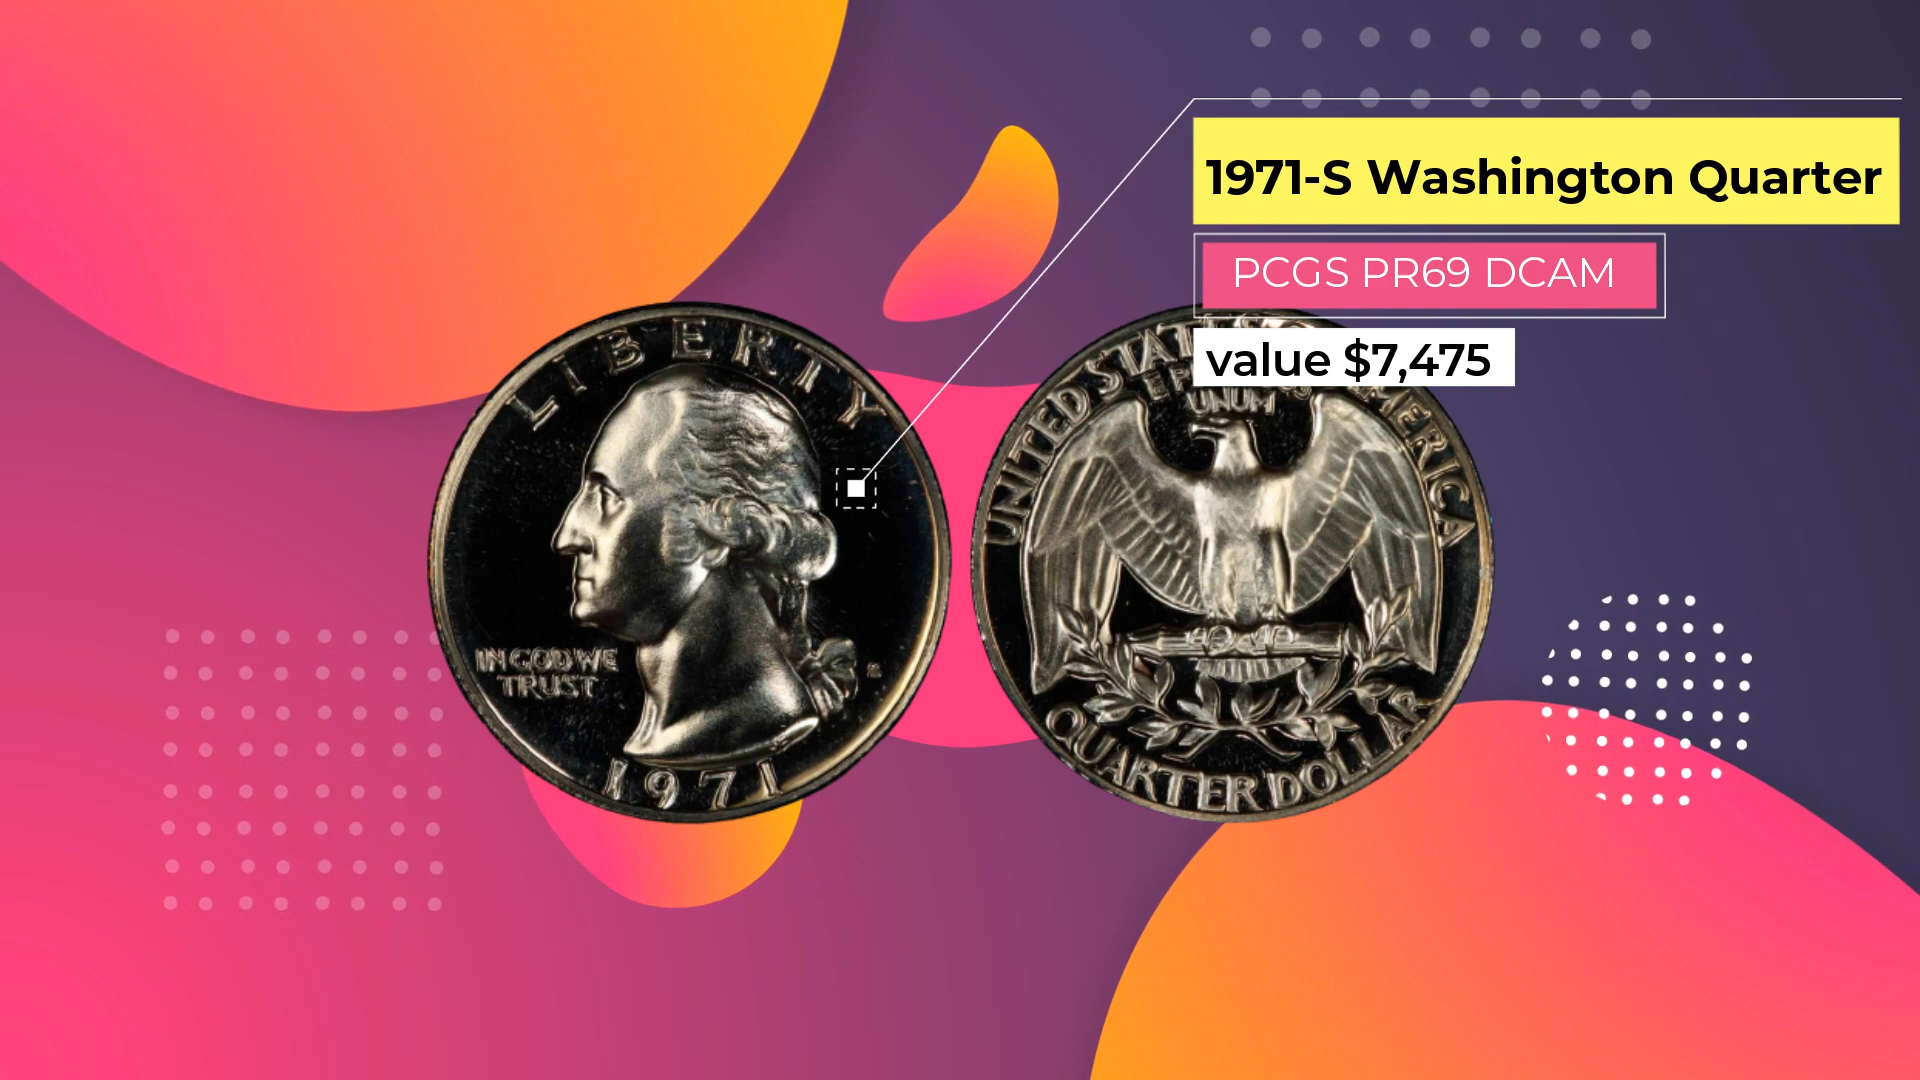 1971-S Washington Quarter
PCGS PR69 DCAM
value $7,475
LIBERTY
IN GOD WE
TRUST
S
1971
UNITED STATES AMERICA
UNUM
QUARTER DOLLAR